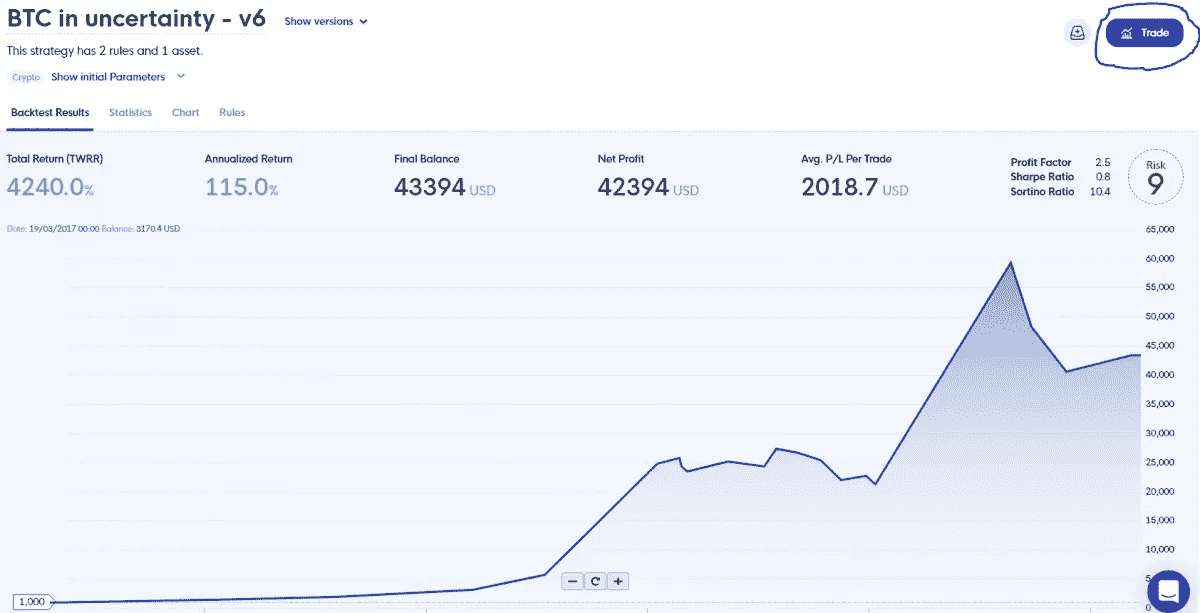 BTC in uncertainty - v6
Show versions
Trade
This strategy has 2 rules and 1 asset.
Crypto
Show initial Parameters
Backtest Results
Statistics
Chart
Rules
Total Return (TWRR)
4240.0%
Annualized Return
115.0%
Final Balance
43394 USD
Net Profit
42394 USD
Avg. P/L Per Trade
2018.7 USD
Profit Factor 2.5
Sharpe Ratio 0.8
Sortino Ratio 10.4
Risk
9
Date: 19/03/2017 00:00 Balance: 3170.4 USD
65,000
60,000
55,000
50,000
45,000
40,000
35,000
30,000
25,000
20,000
15,000
10,000
0
1,000